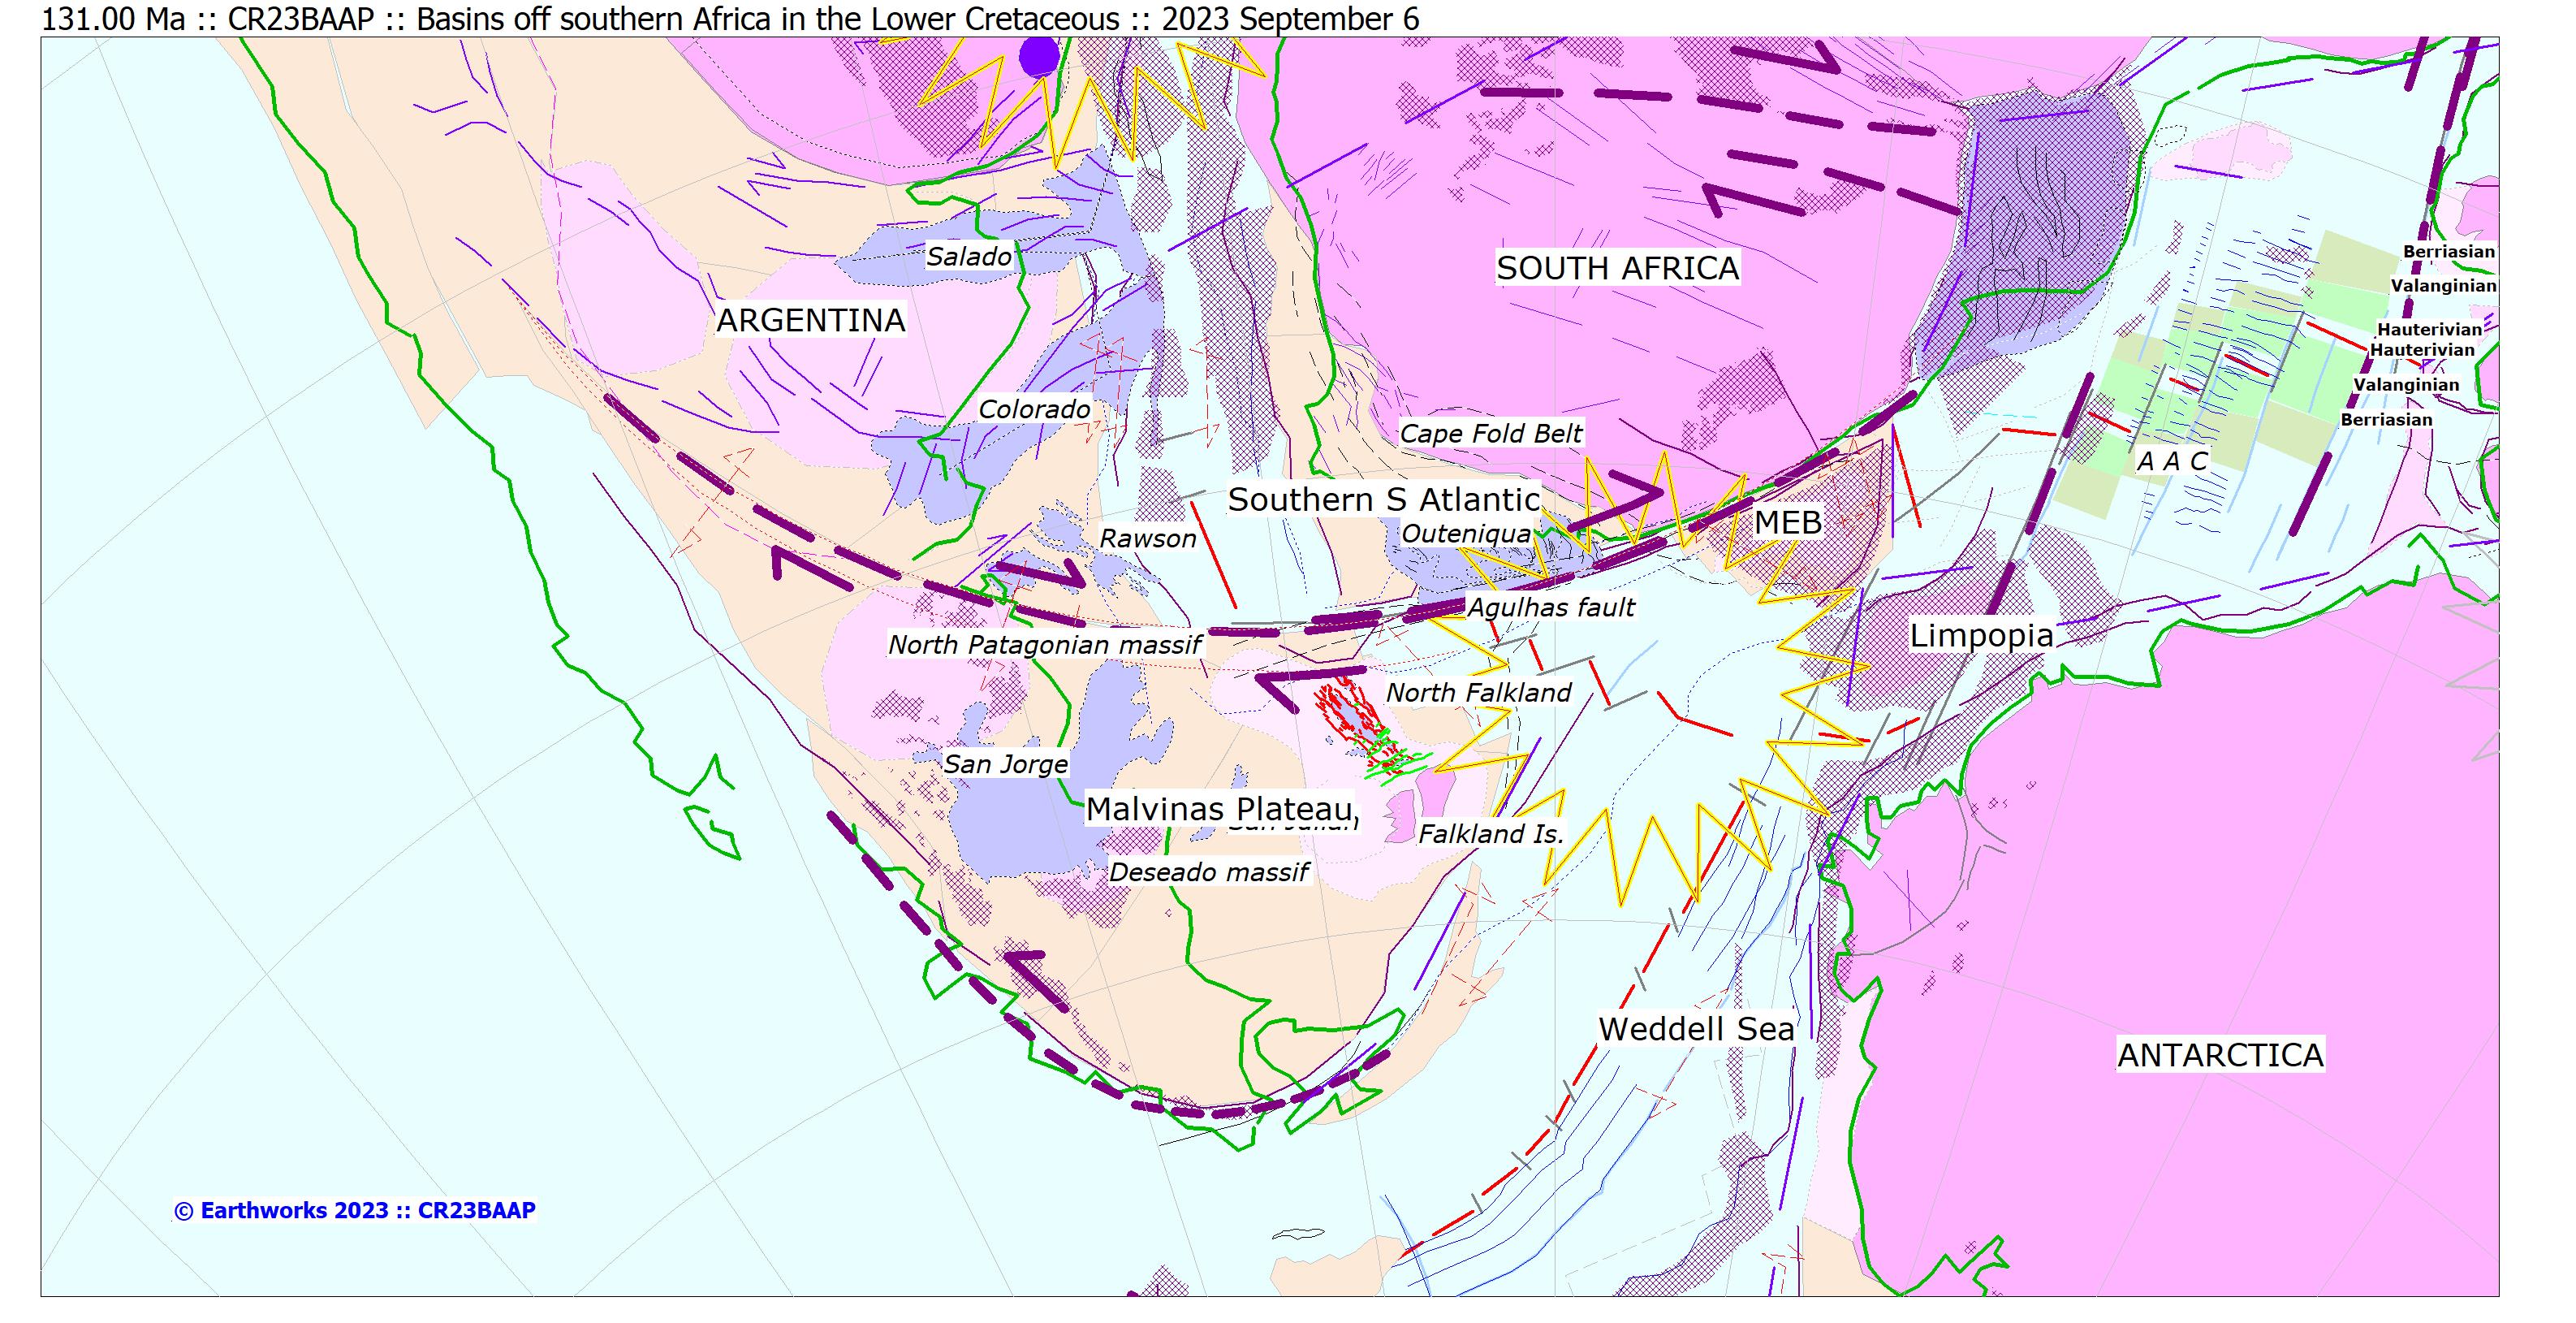 131.00 Ma :: CR23BAAP :: Basins off southern Africa in the Lower Cretaceous :: 2023 September 6
Salado
SOUTH AFRICA
Berriasian
Valanginian
ARGENTINA
Hauterivian
Hauterivian
Valanginian
Colorado
Berriasian
Cape Fold Belt
A A C
Southern S Atlantic
MEB
Rawson
Outeniqua
Agulhas fault
Limpopia
North Patagonian massif
North Falkland
San Jorge
Malvinas Plateau
San Julian
Falkland Is.
Deseado massif
Weddell Sea
ANTARCTICA
© Earthworks 2023 :: CR23BAAP